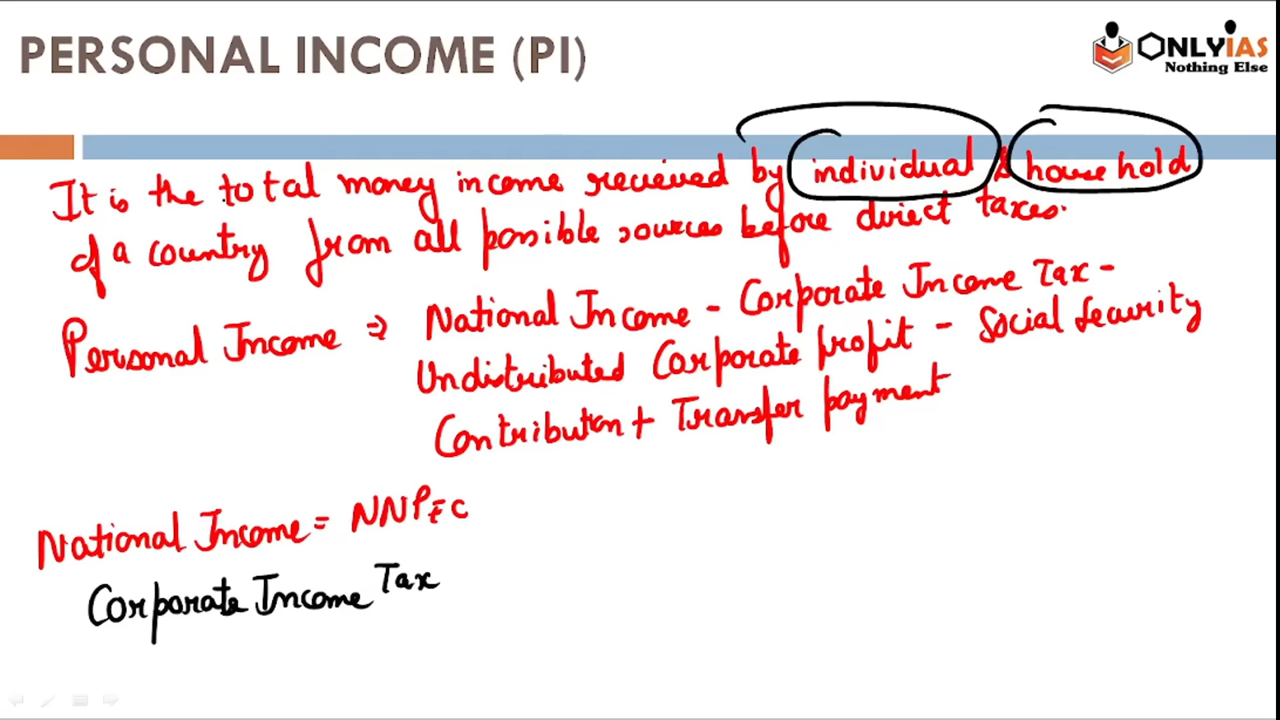 PERSONAL INCOME (PI)
ONLYIAS
Nothing Else
It is the total money income recieved by individual & household
of a country from all possible sources before direct taxes.
Personal Income ⇒ National Income - Corporate Income Tax -
Undistributed Corporate profit - Social Security
Contribution + Transfer payment
National Income = NNPFC
Corporate Income Tax